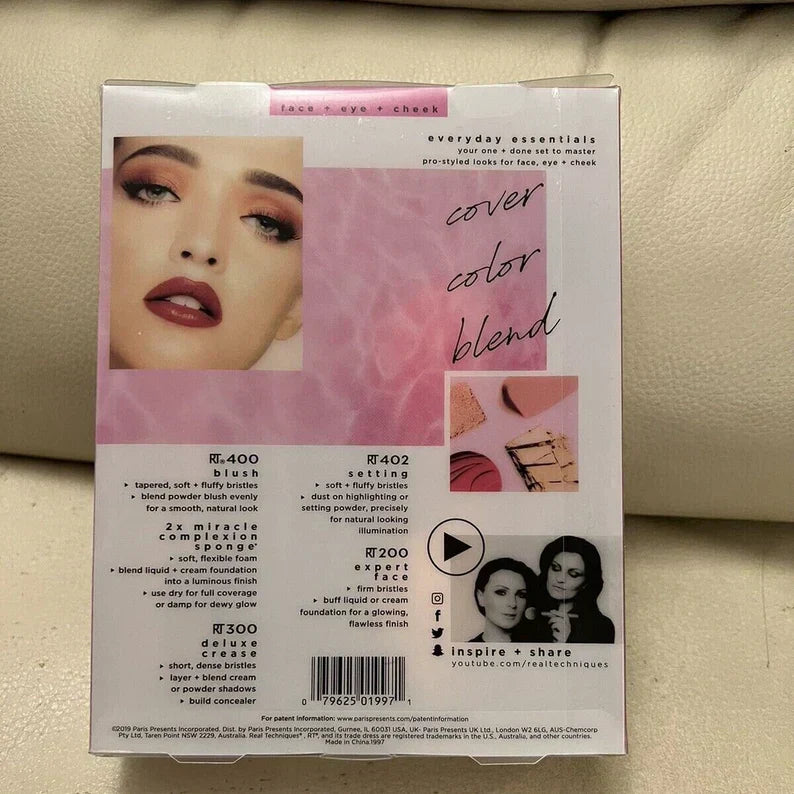 face + eye + cheek
everyday essentials
your one + done set to master
pro-styled looks for face, eye + cheek
cover
color
blend
RT®400
blush
▸ tapered, soft + fluffy bristles
▸ blend powder blush evenly
for a smooth, natural look
2x miracle
complexion
sponge®
▸ soft, flexible foam
▸ blend liquid + cream foundation
into a luminous finish
▸ use dry for full coverage
or damp for dewy glow
RT300
deluxe
crease
▸ short, dense bristles
▸ layer + blend cream
or powder shadows
▸ build concealer
RT402
setting
▸ soft + fluffy bristles
▸ dust on highlighting or
setting powder, precisely
for natural looking
illumination
RT200
expert
face
▸ firm bristles
▸ buff liquid or cream
foundation for a glowing,
flawless finish
inspire + share
youtube.com/realtechniques
0 79625 01997 1
For patent information: www.parispresents.com/patentinformation
©2019 Paris Presents Incorporated. Dist. by Paris Presents Incorporated, Gurnee, IL 60031 USA, UK- Paris Presents UK Ltd., London W2 6LG, AUS-Chemcorp
Pty Ltd, Taren Point NSW 2229, Australia. Real Techniques®, RT®, and its trade dress are registered trademarks in the U.S., Australia, and other countries.
Made in China.1997